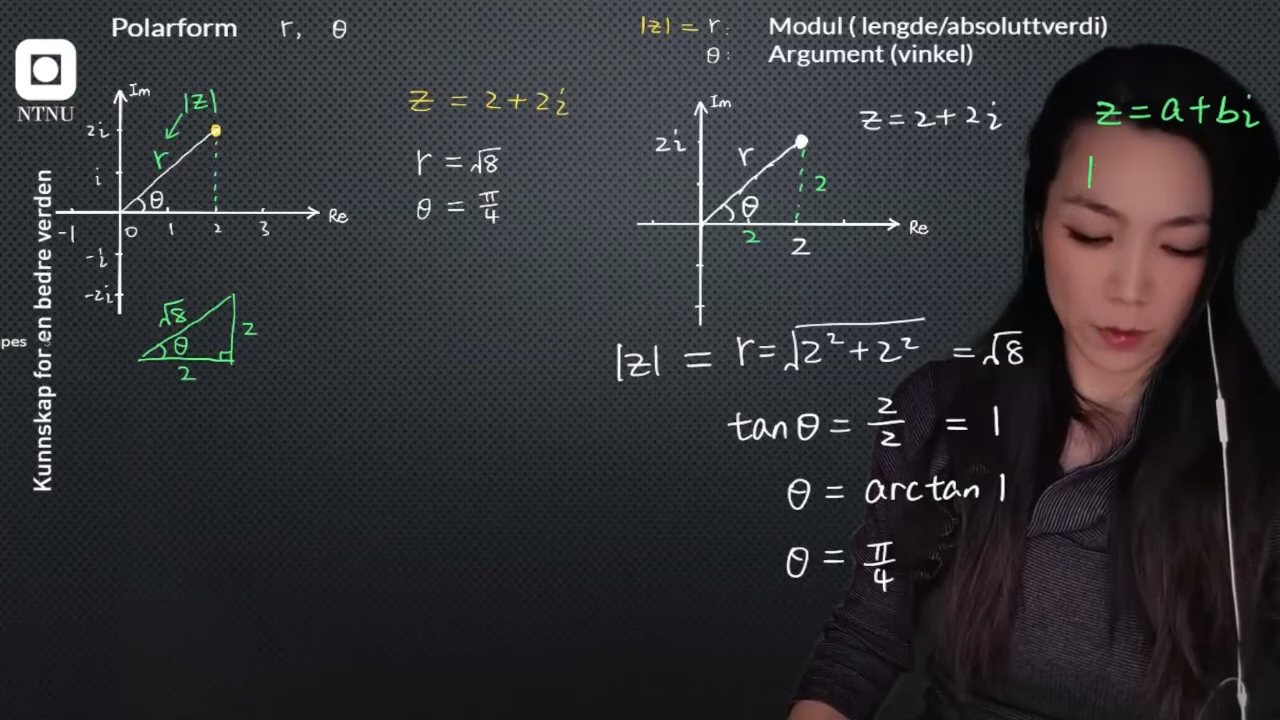 Polarform r, θ
|z| = r: Modul ( lengde/absoluttverdi)
θ: Argument (vinkel)
NTNU
Kunnskap for en bedre verden
pes
Im
|z|
2i
r
i
θ
Re
-1 0 1 2 3
-i
-2i
√8
θ
2
2
z = 2 + 2i
r = √8
θ = π/4
Im
z = 2 + 2i
2i
r
2
θ
Re
2
2
z = a + bi
|
|z| = r = √(2² + 2²) = √8
tan θ = 2/2 = 1
θ = arctan 1
θ = π/4